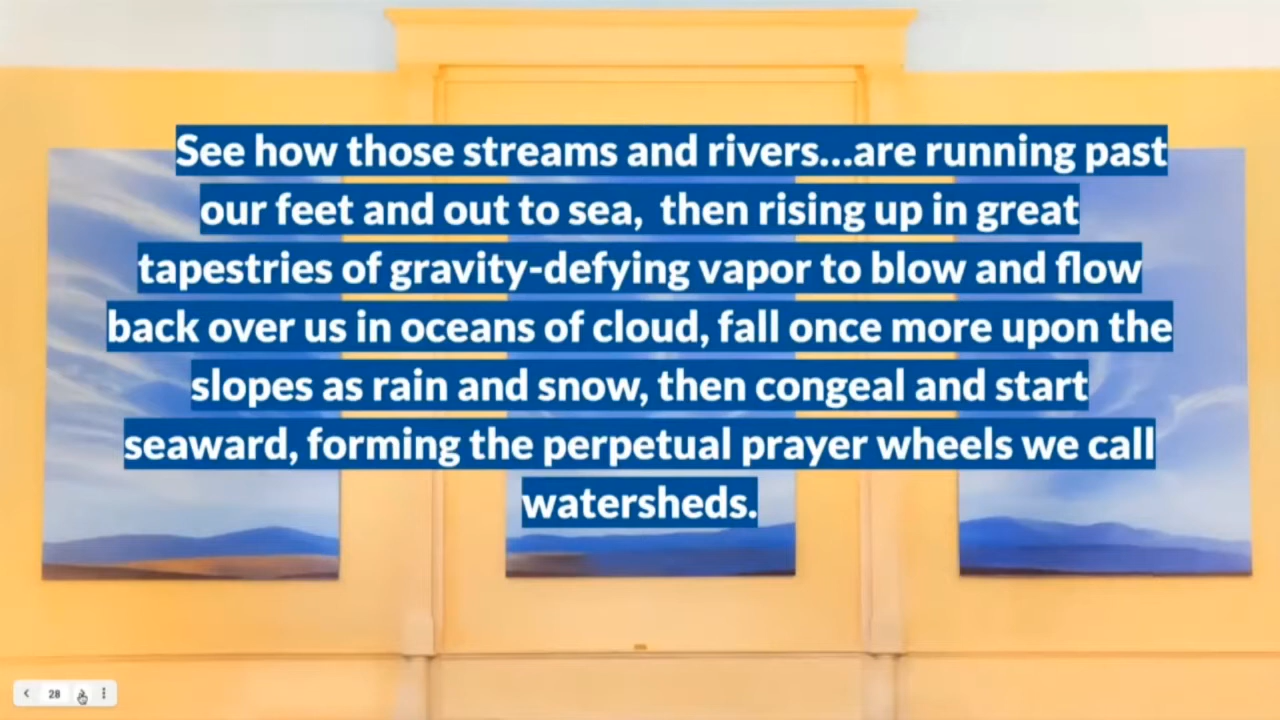 See how those streams and rivers...are running past
our feet and out to sea,  then rising up in great
tapestries of gravity-defying vapor to blow and flow
back over us in oceans of cloud, fall once more upon the
slopes as rain and snow, then congeal and start
seaward, forming the perpetual prayer wheels we call
watersheds.
28